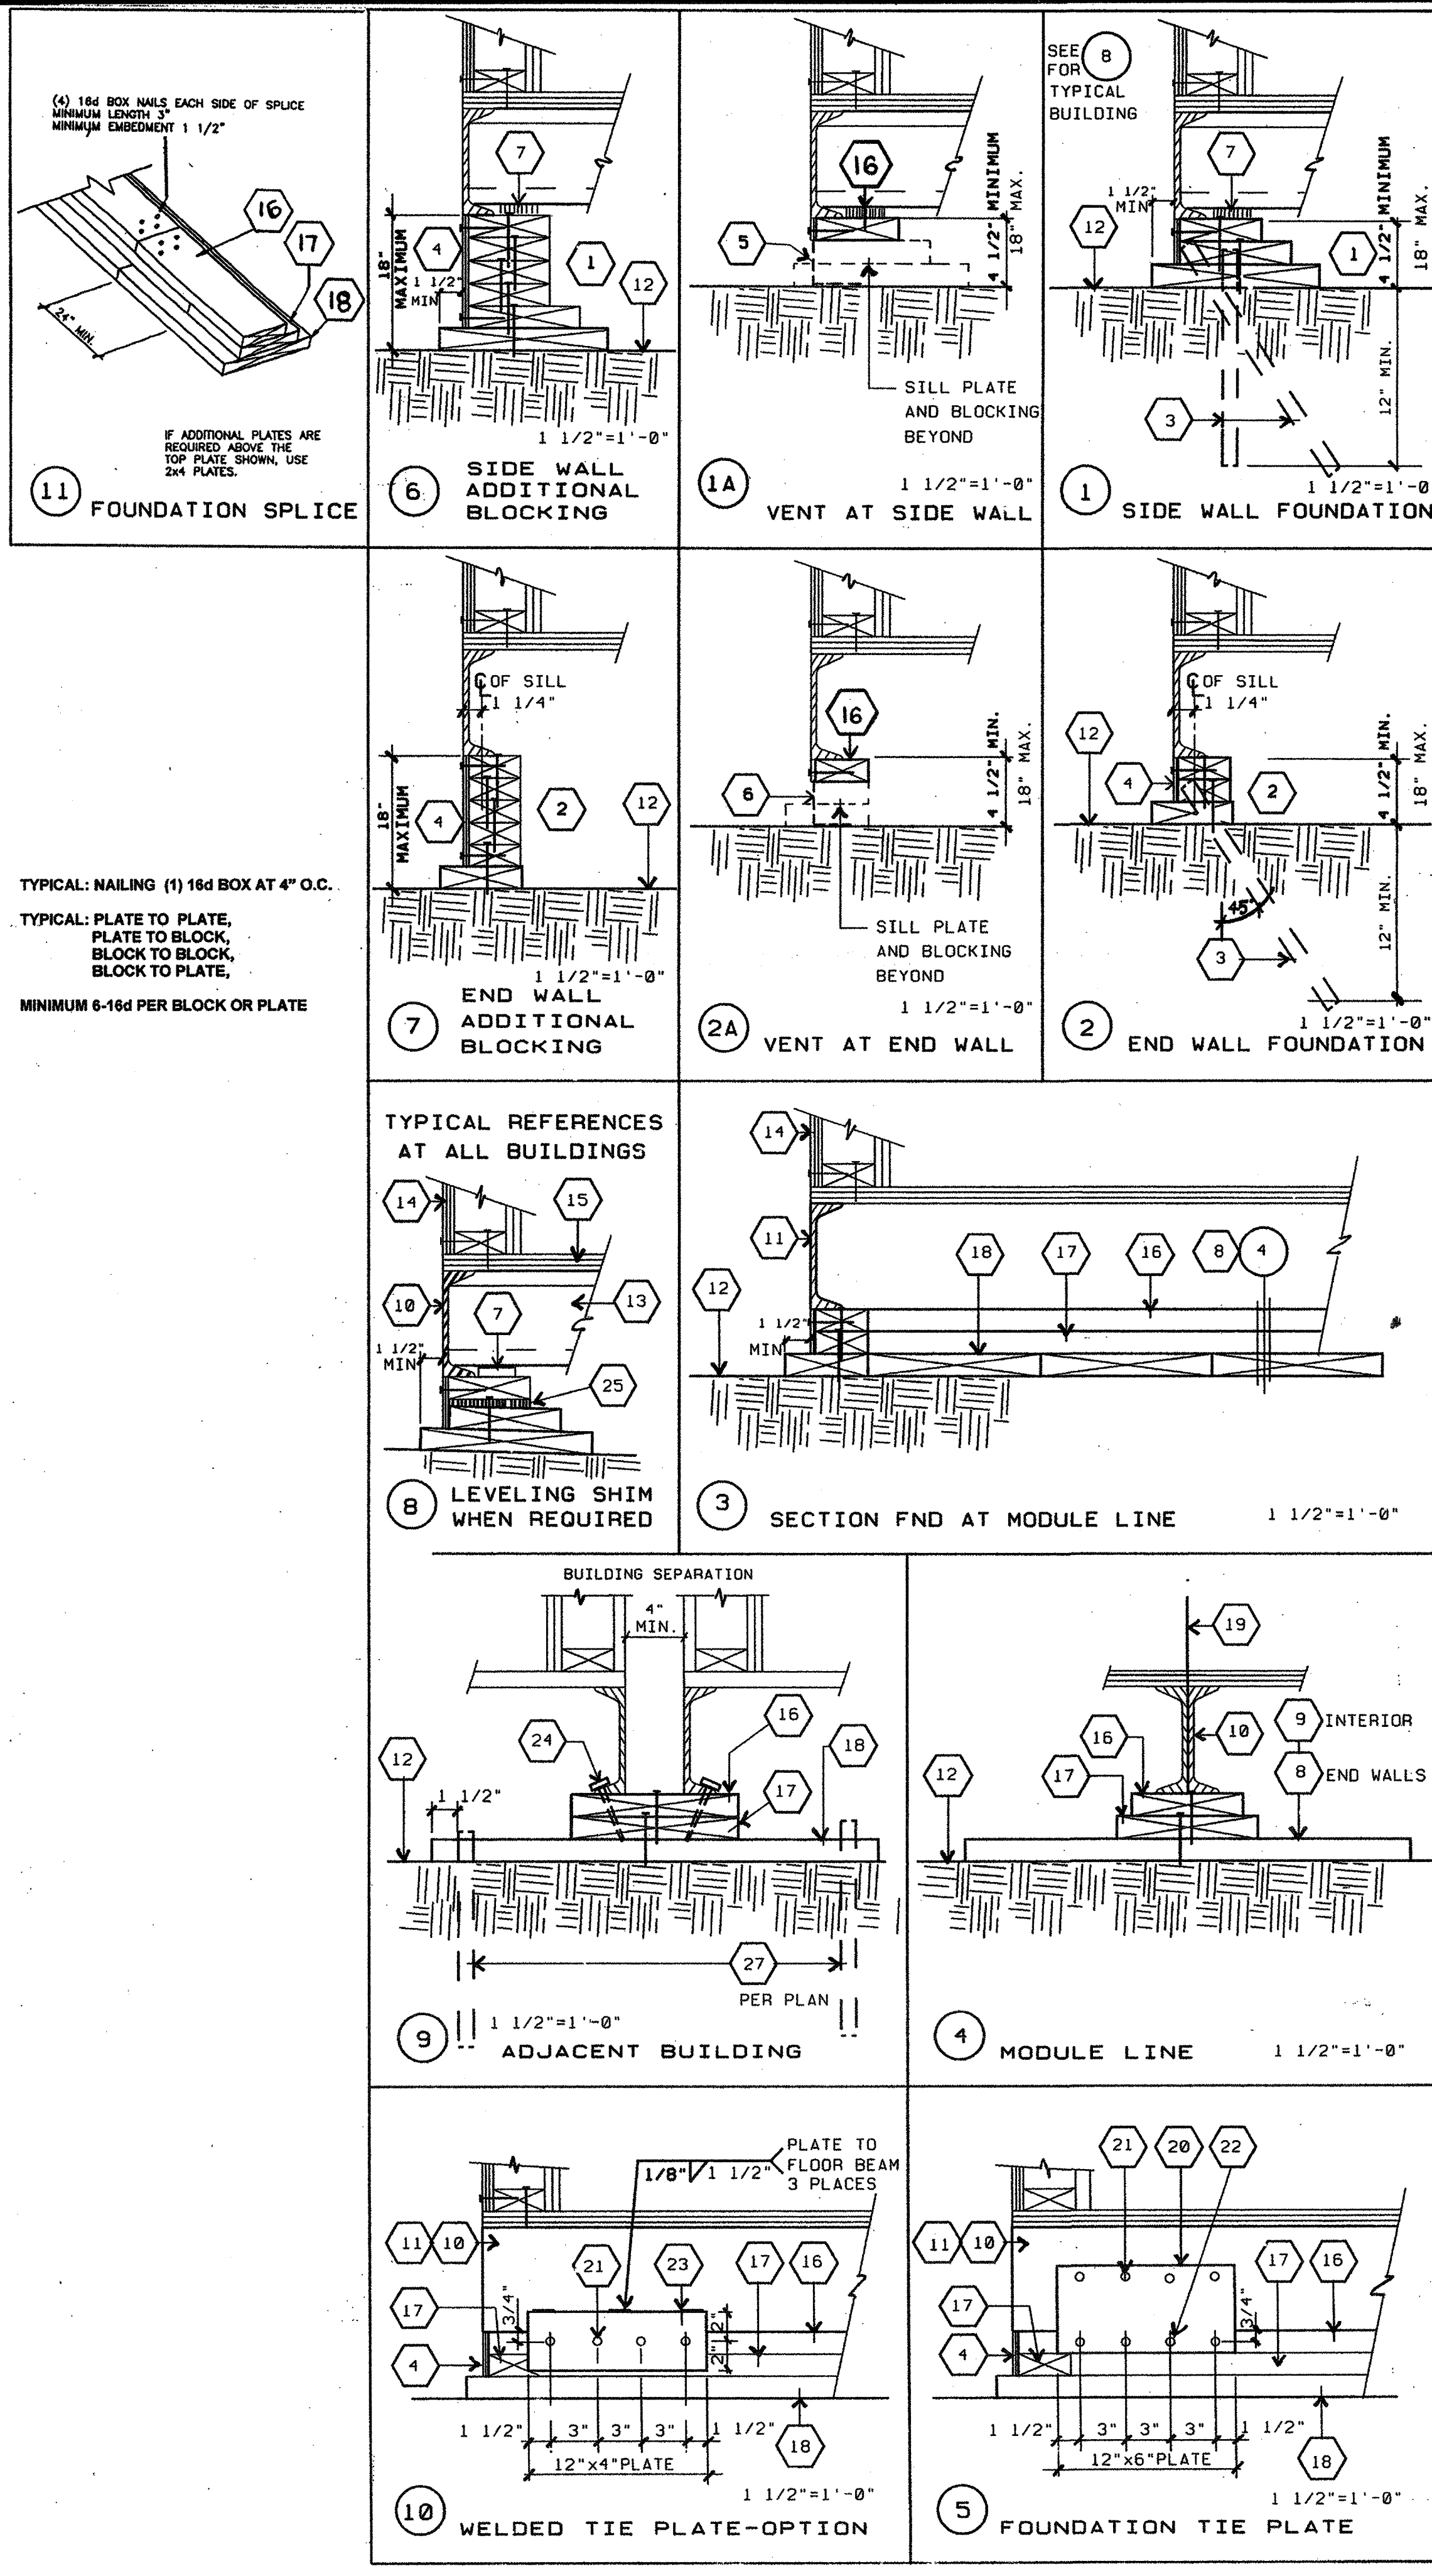 (4) 16d BOX NAILS EACH SIDE OF SPLICE
MINIMUM LENGTH 3"
MINIMUM EMBEDMENT 1 1/2"
16
17
18
24" MIN.
IF ADDITIONAL PLATES ARE
REQUIRED ABOVE THE
TOP PLATE SHOWN, USE
2x4 PLATES.
11
FOUNDATION SPLICE
7
18"
MAXIMUM
4
1
12
1 1/2"
MIN
1 1/2"=1'-0"
6
SIDE WALL
ADDITIONAL
BLOCKING
16
5
4 1/2" MINIMUM
18" MAX.
SILL PLATE
AND BLOCKING
BEYOND
1 1/2"=1'-0"
1A
VENT AT SIDE WALL
SEE 8
FOR
TYPICAL
BUILDING
7
1 1/2"
MIN
12
1
4 1/2" MINIMUM
18" MAX.
12" MIN.
3
1 1/2"=1'-0
1
SIDE WALL FOUNDATION
℄ OF SILL
1 1/4"
18"
MAXIMUM
4
2
12
1 1/2"=1'-0"
7
END WALL
ADDITIONAL
BLOCKING
16
6
4 1/2" MIN.
18" MAX.
SILL PLATE
AND BLOCKING
BEYOND
1 1/2"=1'-0"
2A
VENT AT END WALL
℄ OF SILL
1 1/4"
12
4
2
4 1/2" MIN.
18" MAX.
45°
12" MIN.
3
1 1/2"=1'-0"
2
END WALL FOUNDATION
TYPICAL: NAILING (1) 16d BOX AT 4" O.C.
TYPICAL: PLATE TO PLATE,
PLATE TO BLOCK,
BLOCK TO BLOCK,
BLOCK TO PLATE,
MINIMUM 6-16d PER BLOCK OR PLATE
TYPICAL REFERENCES
AT ALL BUILDINGS
14
15
10
7
13
1 1/2"
MIN
25
8
LEVELING SHIM
WHEN REQUIRED
14
11
18
17
16
8
4
12
1 1/2"
MIN
3
SECTION FND AT MODULE LINE
1 1/2"=1'-0"
BUILDING SEPARATION
4"
MIN.
24
16
12
18
17
1 1/2"
27
PER PLAN
9
1 1/2"=1'-0"
ADJACENT BUILDING
19
16
10
9 INTERIOR
12
17
8 END WALLS
4
MODULE LINE
1 1/2"=1'-0"
PLATE TO
FLOOR BEAM
3 PLACES
1/8" 1 1/2"
11
10
21
23
17
16
17
3/4"
2"
2"
4
1 1/2"
3"
3"
3"
1 1/2"
18
12"x4"PLATE
1 1/2"=1'-0"
10
WELDED TIE PLATE-OPTION
21
20
22
11
10
17
16
17
3/4"
4
1 1/2"
3"
3"
3"
1 1/2"
12"x6"PLATE
18
1 1/2"=1'-0"
5
FOUNDATION TIE PLATE